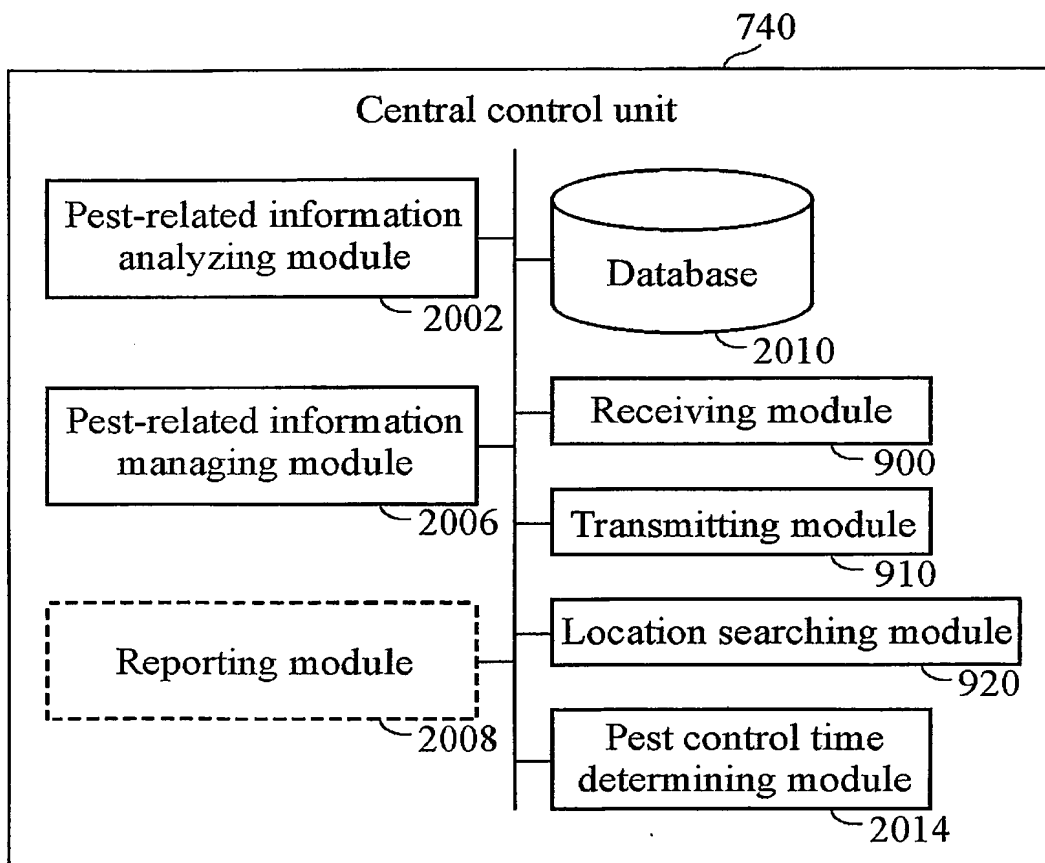 740
Central control unit
Pest-related information
analyzing module
2002
Database
2010
Pest-related information
managing module
2006
Receiving module
900
Transmitting module
910
Reporting module
2008
Location searching module
920
Pest control time
determining module
2014